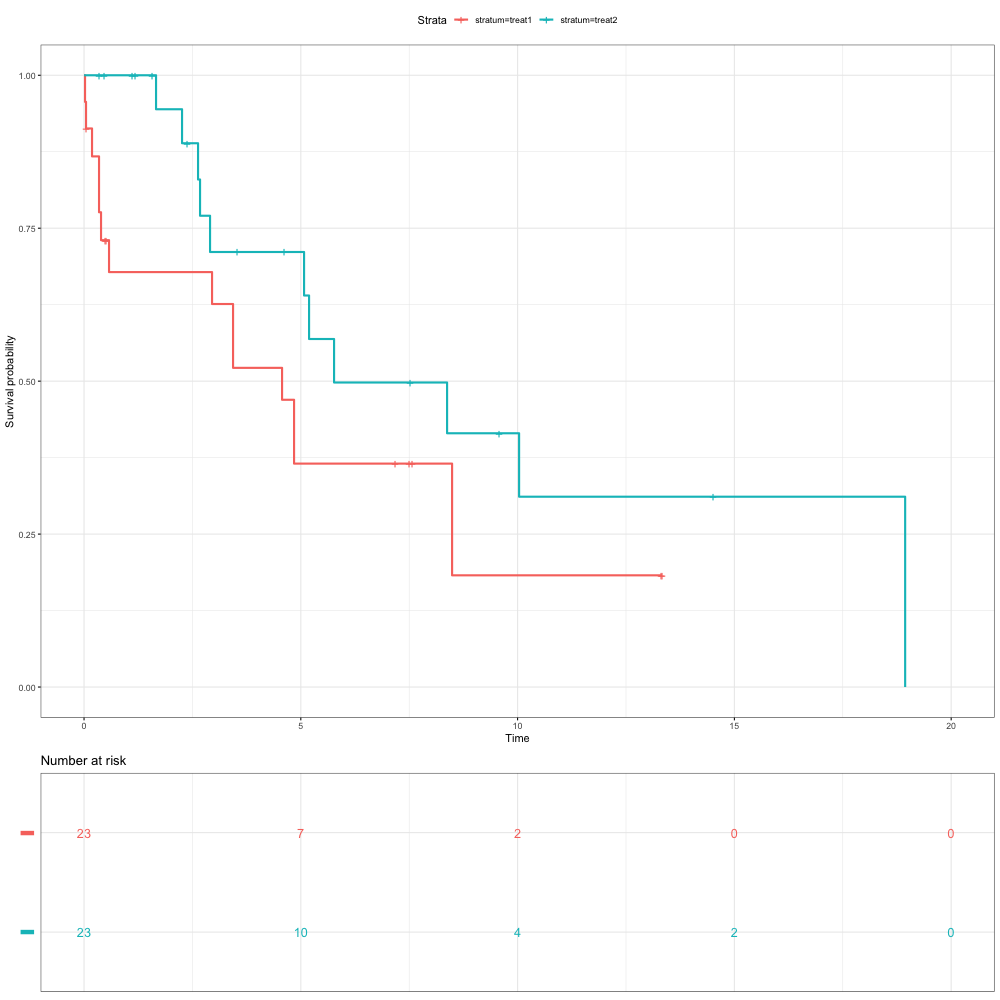 Strata stratum=treat1 stratum=treat2
1.00
0.75
0.50
0.25
0.00
Survival probability
0 5 10 15 20
Time
Number at risk
23 7 2 0 0
23 10 4 2 0